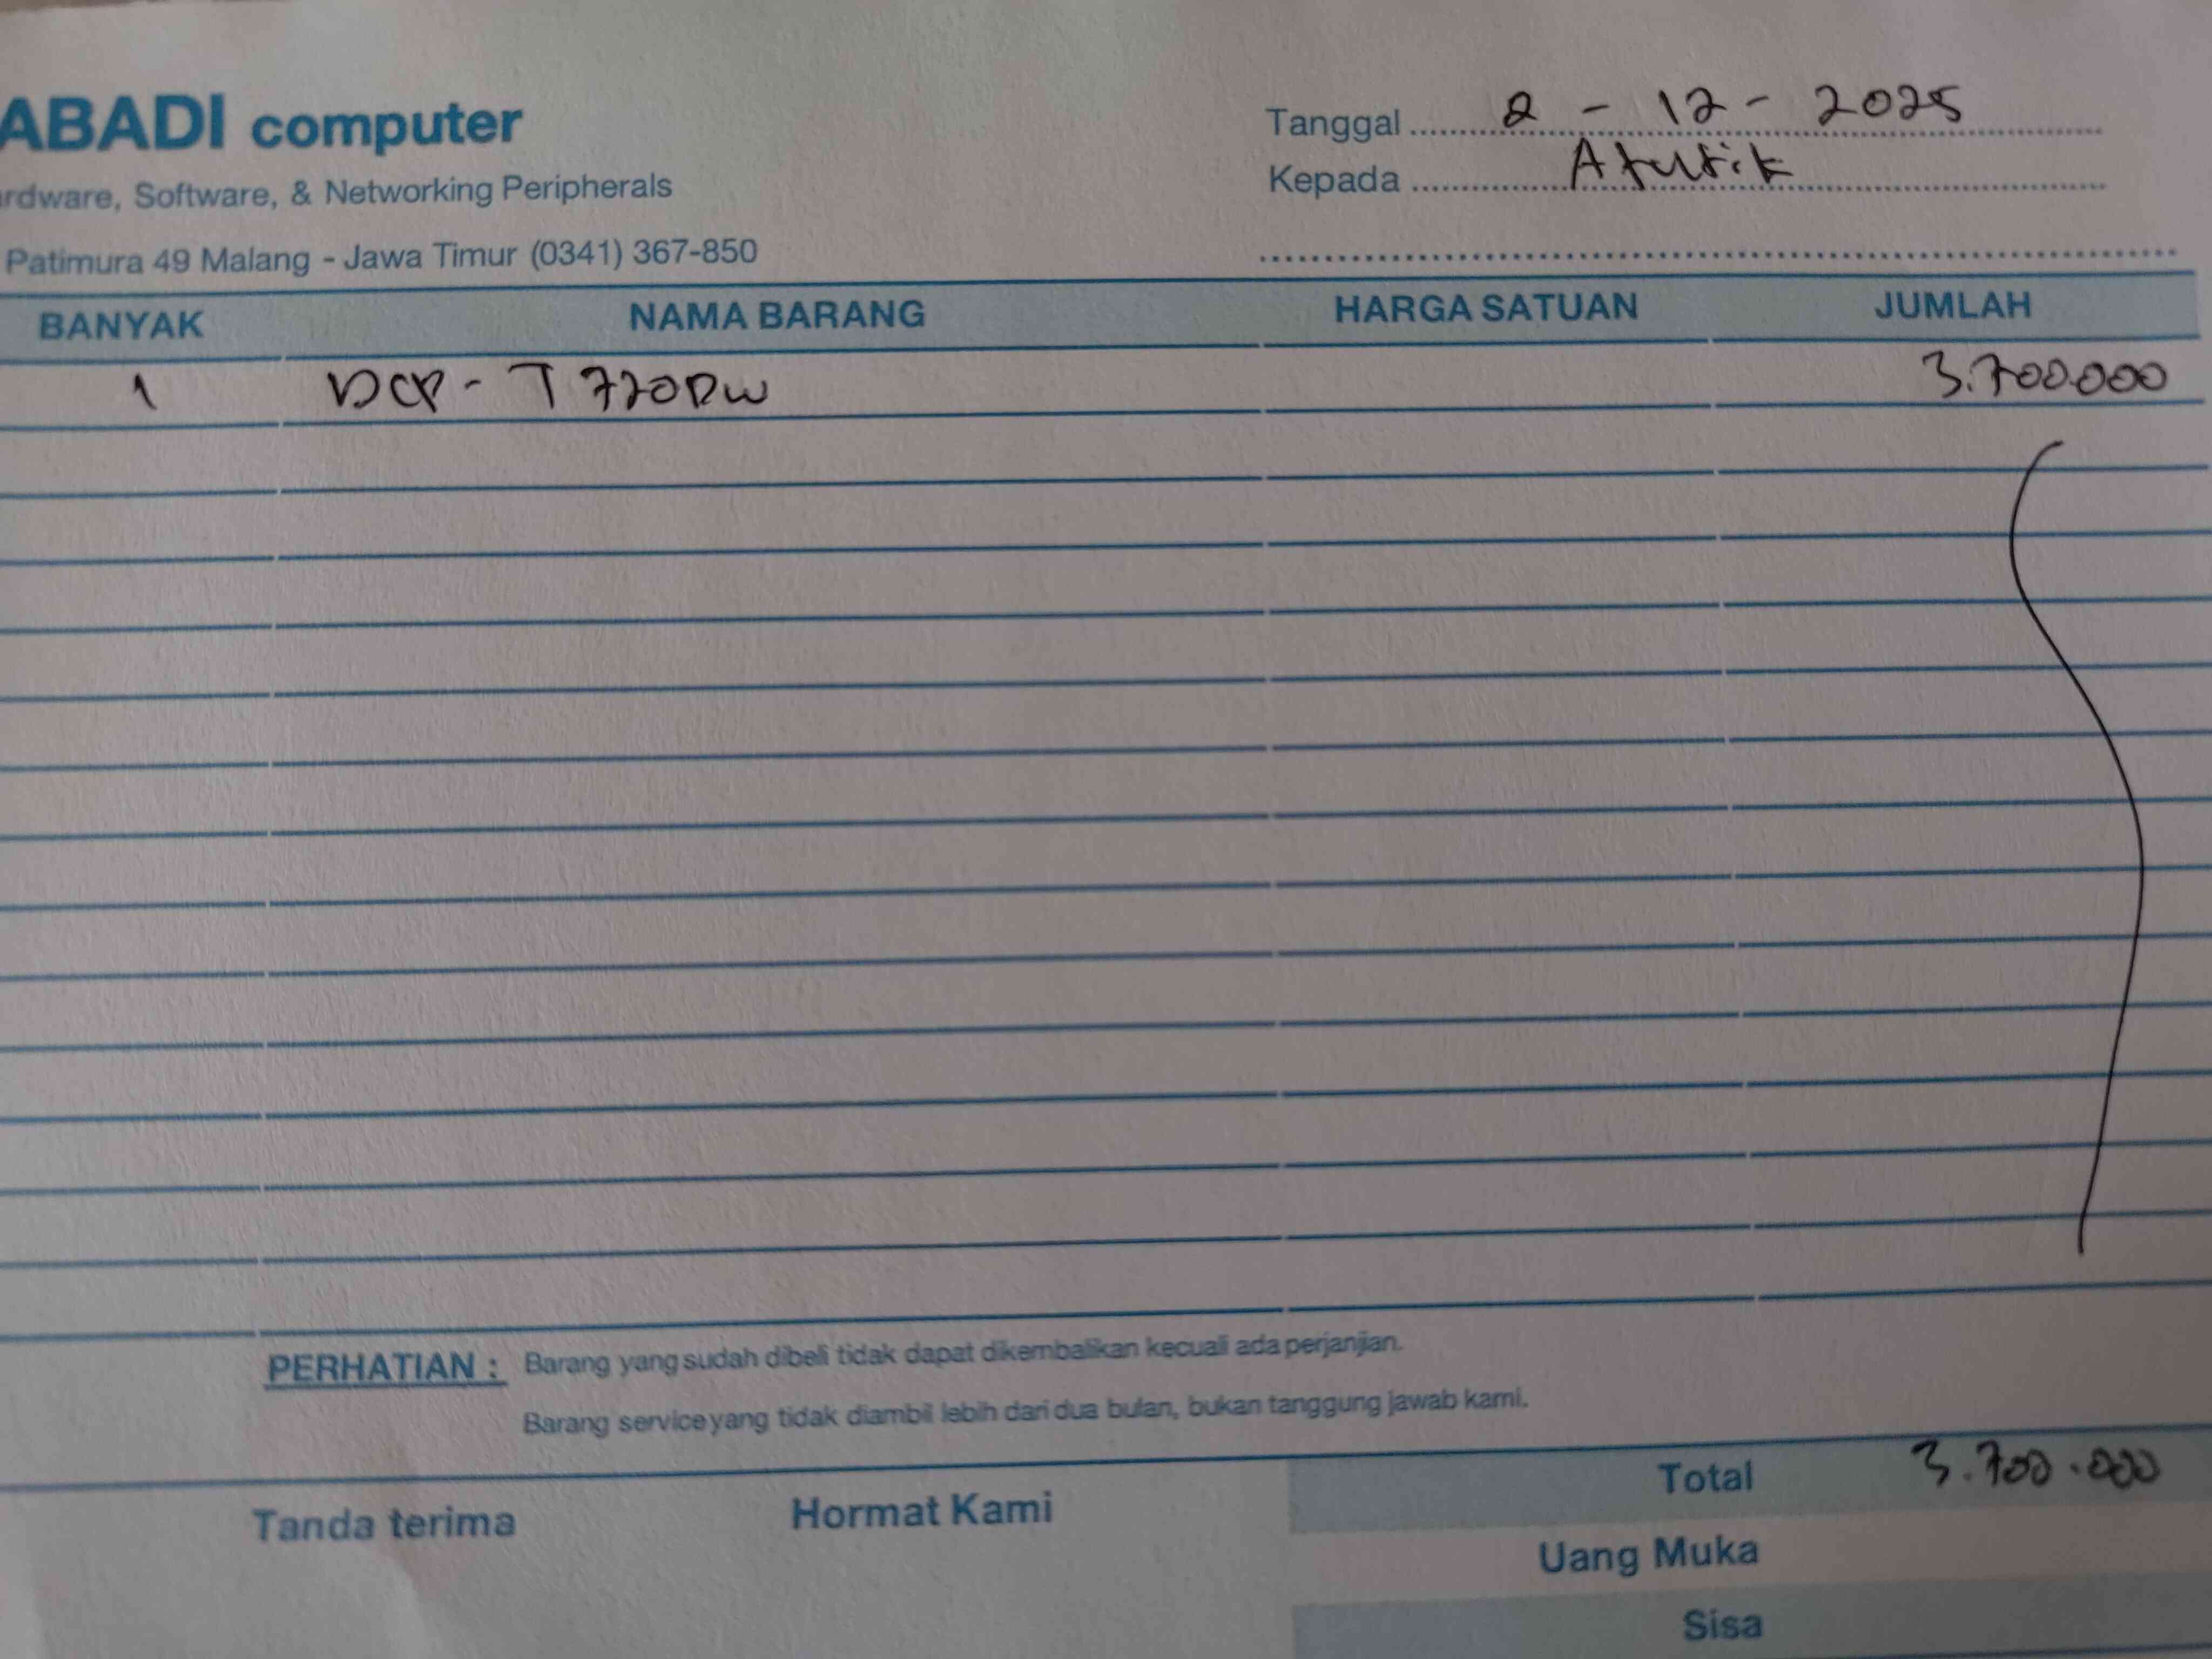 ABADI computer
rdware, Software, & Networking Peripherals
Patimura 49 Malang - Jawa Timur (0341) 367-850
Tanggal 2 - 12 - 2025
Kepada
BANYAK NAMA BARANG HARGA SATUAN JUMLAH
1 DCP - T720DW 3.700.000
PERHATIAN : Barang yang sudah dibeli tidak dapat dikembalikan kecuali ada perjanjian.
Barang service yang tidak diambil lebih dari dua bulan, bukan tanggung jawab kami.
Tanda terima Hormat Kami
Total 3.700.000
Uang Muka
Sisa